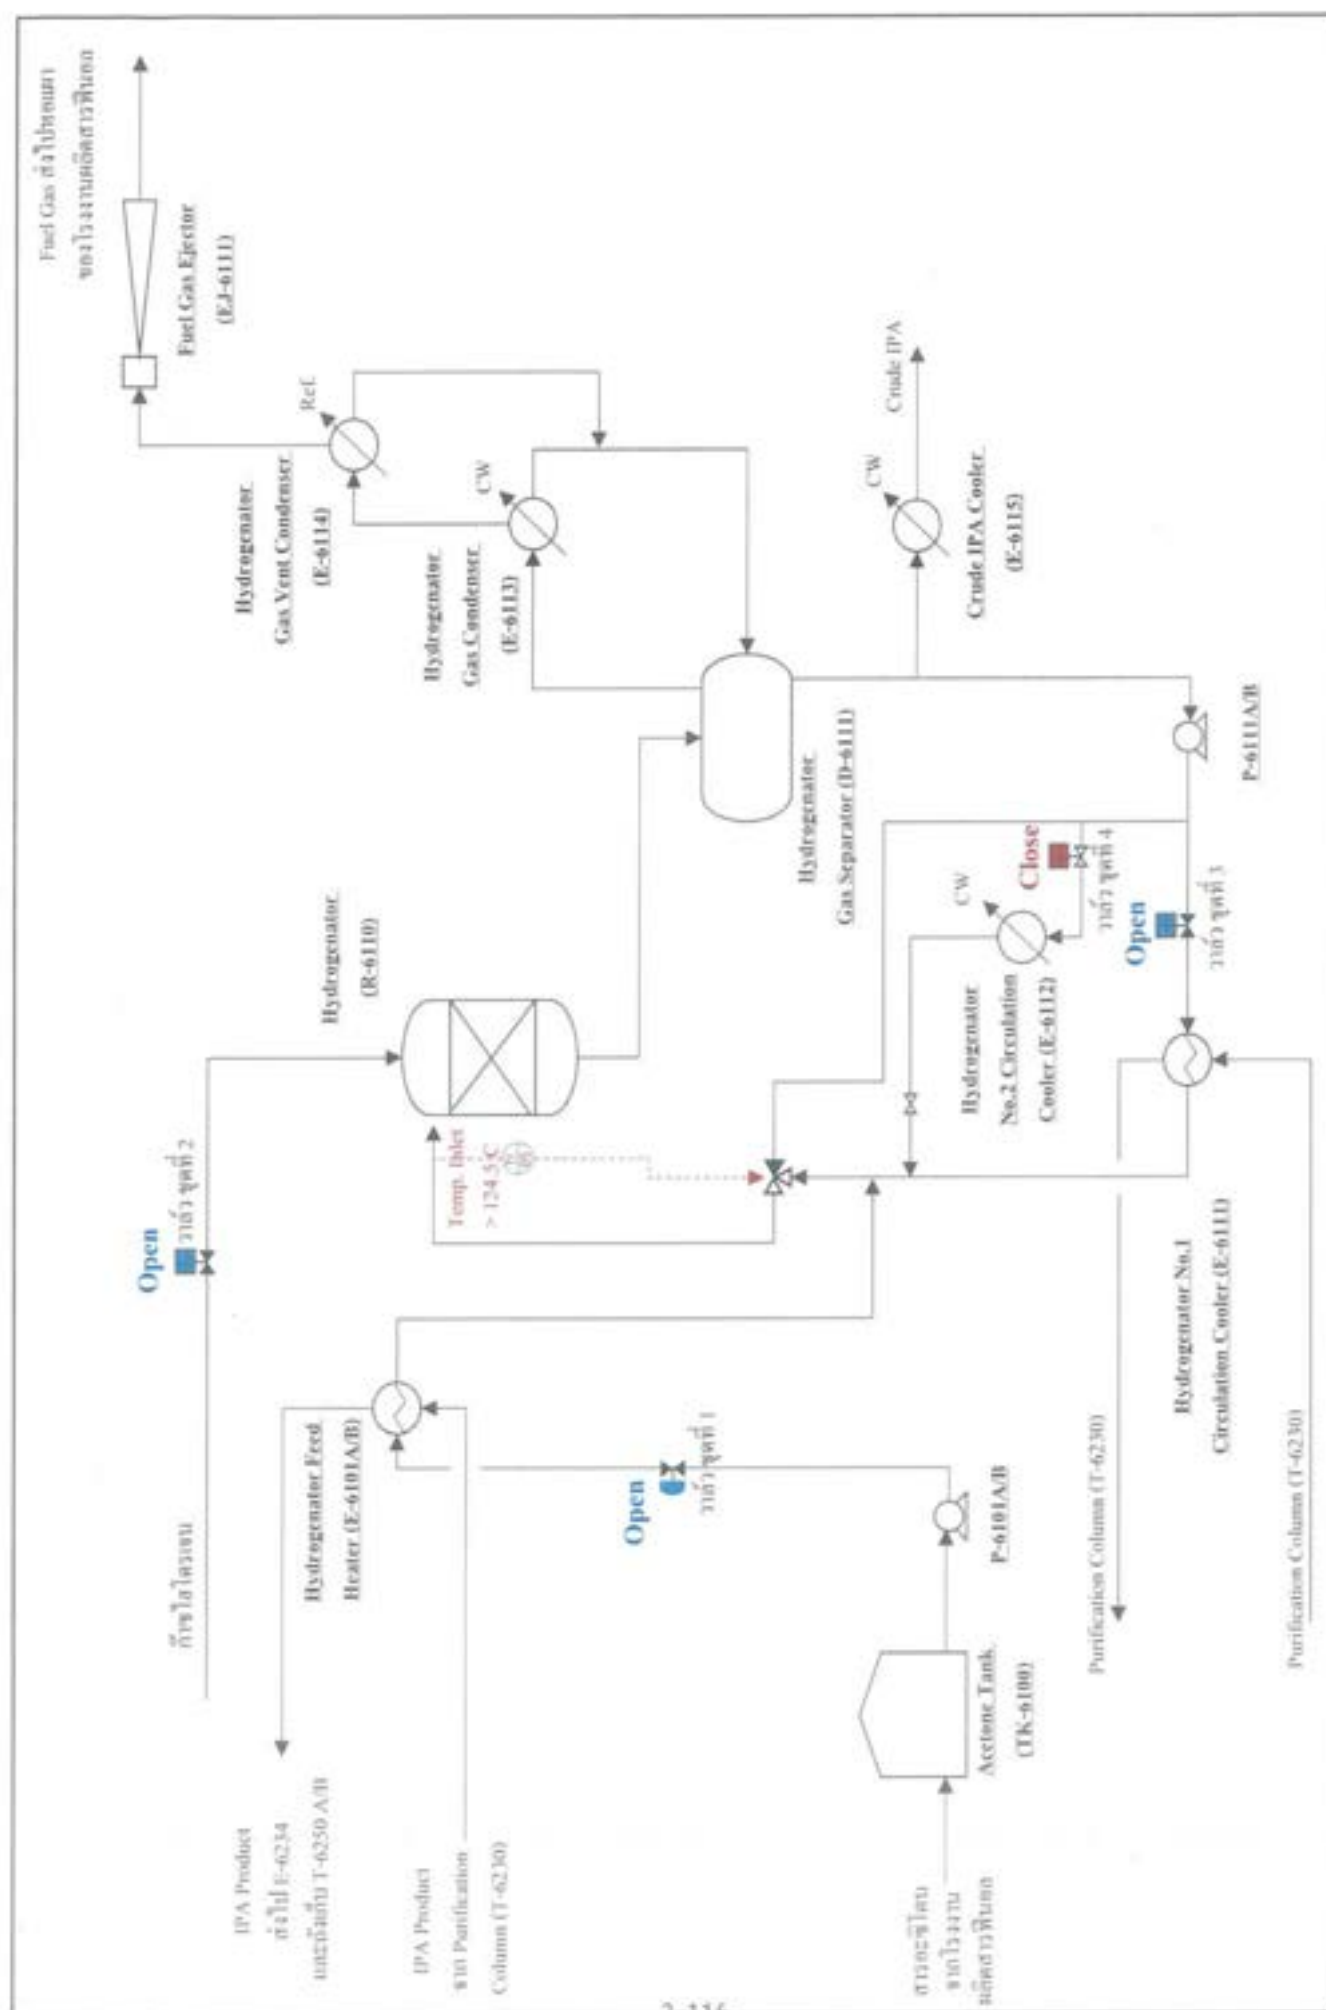 Fuel Gas ส่งไปหอเผา
ของโรงงานผลิตสารฟีนอล
Fuel Gas Ejector
(EJ-6111)
Ref.
Hydrogenator
Gas Vent Condenser
(E-6114)
CW
Hydrogenator
Gas Condenser
(E-6113)
CW
Crude IPA
Crude IPA Cooler
(E-6115)
Hydrogenator
Gas Separator (D-6111)
P-6111A/B
Hydrogenator
(R-6110)
Close
วาล์ว ชุดที่ 4
CW
Open
วาล์ว ชุดที่ 3
Hydrogenator
No.2 Circulation
Cooler (E-6112)
Temp. Inlet
> 124.5 C
Open
วาล์ว ชุดที่ 2
Hydrogenator No.1
Circulation Cooler (E-6111)
Hydrogenator Feed
Heater (E-6101A/B)
Open
วาล์ว ชุดที่ 1
P-6101A/B
ก๊าซไฮโดรเจน
Purification Column (T-6230)
Purification Column (T-6230)
Acetone Tank
(TK-6100)
IPA Product
ส่งไป E-6234
และถังเก็บ T-6250 A/B
IPA Product
จาก Purification
Column (T-6230)
สารอะซิโตน
จากโรงงาน
ผลิตสารฟีนอล